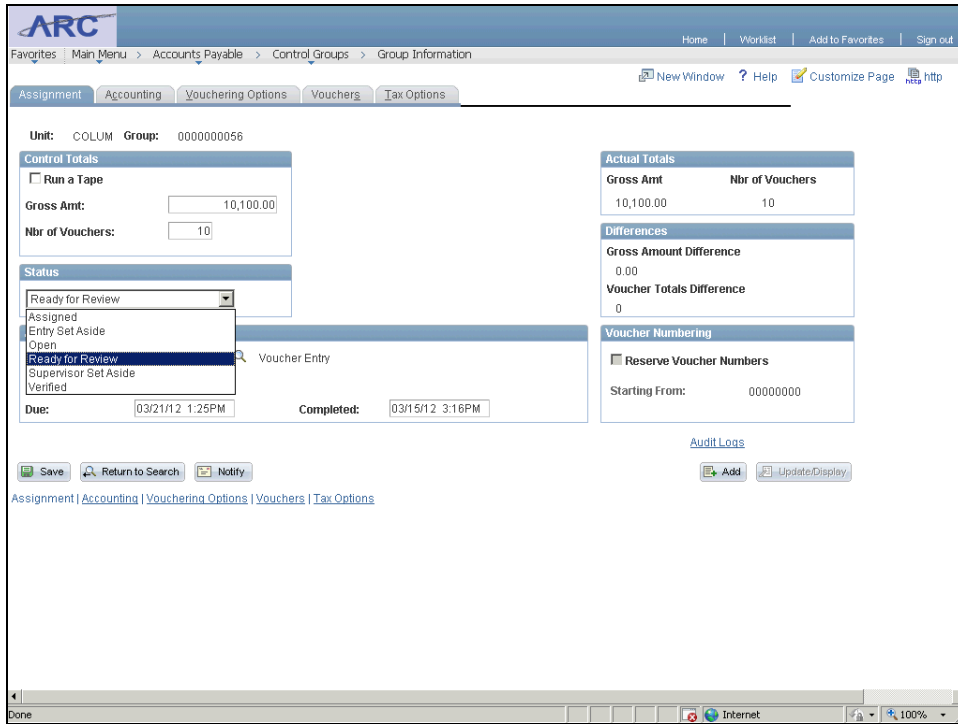 ARC
Home | Worklist | Add to Favorites | Sign out
Favorites Main Menu > Accounts Payable > Control Groups > Group Information
New Window ? Help Customize Page http
Assignment Accounting Vouchering Options Vouchers Tax Options
Unit: COLUM Group: 0000000056
Control Totals
Run a Tape
Gross Amt: 10,100.00
Nbr of Vouchers: 10
Actual Totals
Gross Amt Nbr of Vouchers
10,100.00 10
Differences
Gross Amount Difference
0.00
Voucher Totals Difference
0
Status
Ready for Review
Assigned
Entry Set Aside
Open
Ready for Review
Supervisor Set Aside
Verified
Voucher Entry
Due: 03/21/12 1:25PM Completed: 03/15/12 3:16PM
Voucher Numbering
Reserve Voucher Numbers
Starting From: 00000000
Audit Logs
Save Return to Search Notify Add Update/Display
Assignment | Accounting | Vouchering Options | Vouchers | Tax Options
Done Internet 100%